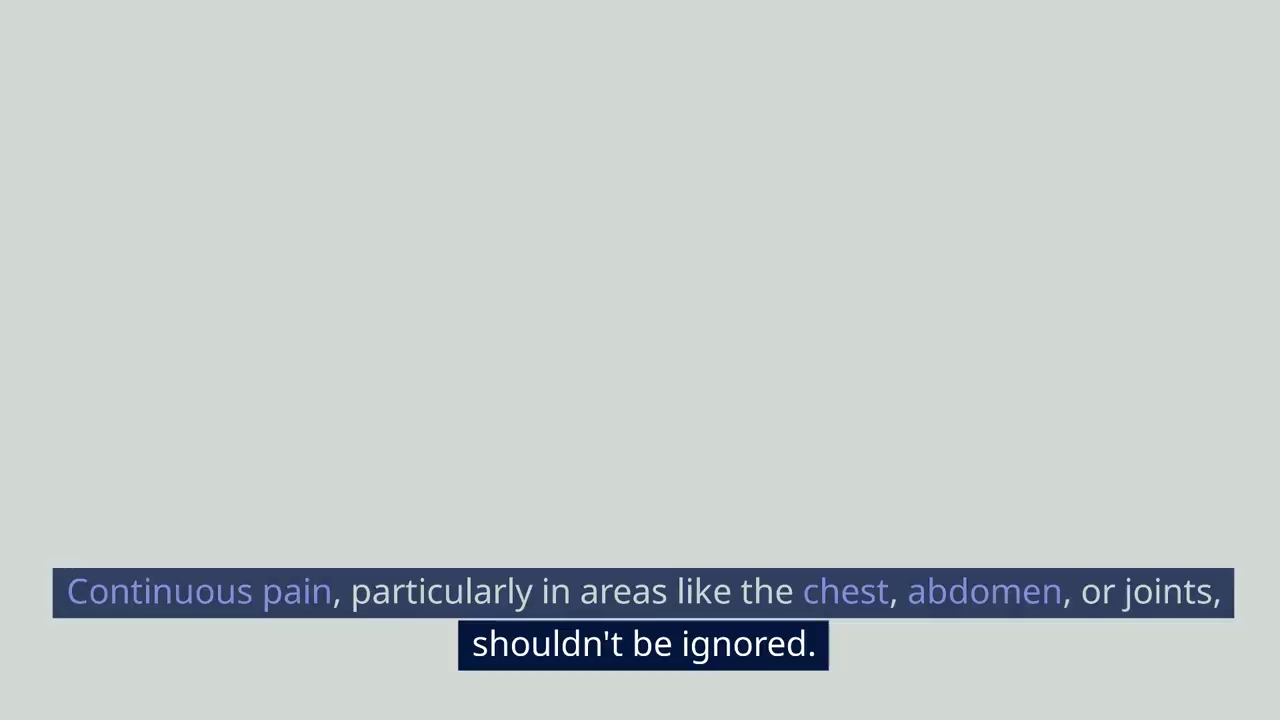 Continuous pain, particularly in areas like the chest, abdomen, or joints,
shouldn't be ignored.